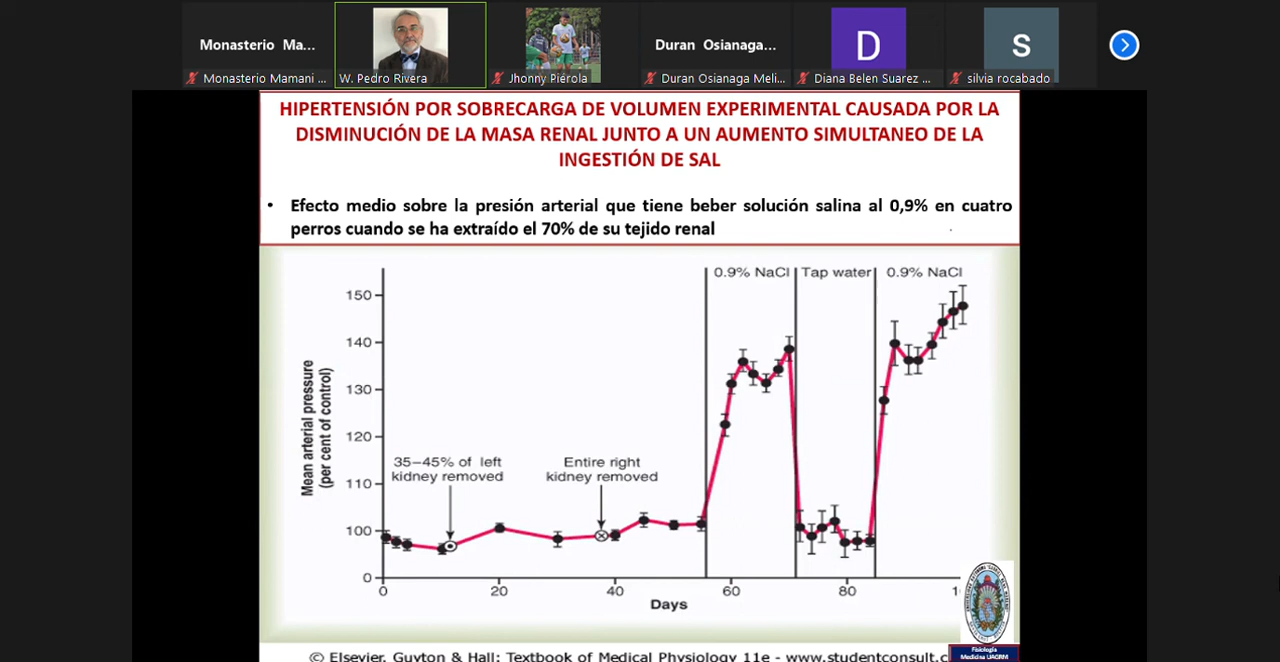 Monasterio Ma...
Duran Osianaga...
D
S
Monasterio Mamani ...
W. Pedro Rivera
Jhonny Piérola
Duran Osianaga Meli...
Diana Belen Suarez ...
silvia rocabado
HIPERTENSIÓN POR SOBRECARGA DE VOLUMEN EXPERIMENTAL CAUSADA POR LA
DISMINUCIÓN DE LA MASA RENAL JUNTO A UN AUMENTO SIMULTANEO DE LA
INGESTIÓN DE SAL
• Efecto medio sobre la presión arterial que tiene beber solución salina al 0,9% en cuatro
perros cuando se ha extraído el 70% de su tejido renal
0.9% NaCl
Tap water
0.9% NaCl
150
140
130
120
110
100
0
Mean arterial pressure
(per cent of control)
35–45% of left
kidney removed
Entire right
kidney removed
0
20
40
60
80
Days
Fisiología
Medicina UAGRM
© Elsevier. Guyton & Hall: Textbook of Medical Physiology 11e - www.studentconsult.c